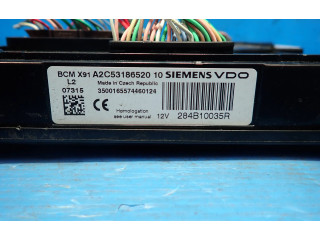 BCM X91 A2C53186520 10 SIEMENS VDO
L2 Made in Czech Republic
07315 3500165574460124
CE Homologation
see user manual 12V 284B10035R